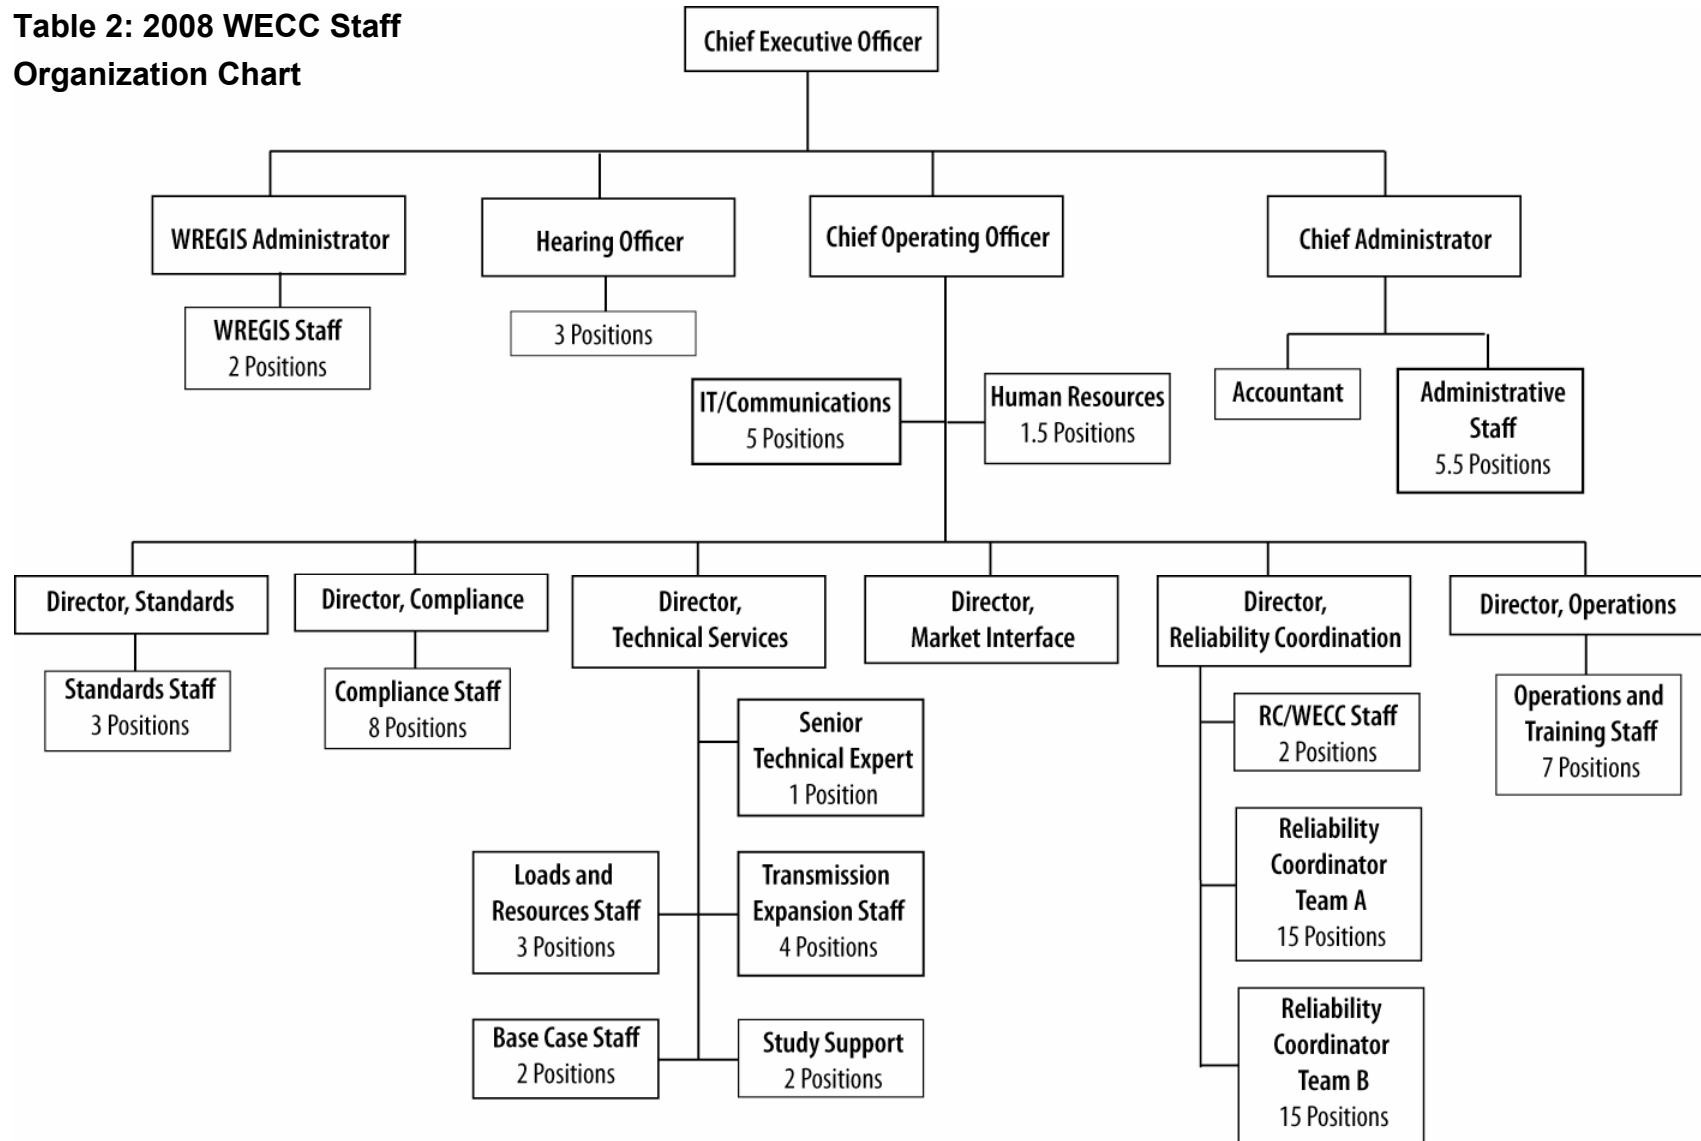 Table 2: 2008 WECC Staff
Organization Chart
Chief Executive Officer
WREGIS Administrator
Hearing Officer
Chief Operating Officer
Chief Administrator
WREGIS Staff
2 Positions
3 Positions
IT/Communications
5 Positions
Human Resources
1.5 Positions
Accountant
Administrative
Staff
5.5 Positions
Director, Standards
Director, Compliance
Director,
Technical Services
Director,
Market Interface
Director,
Reliability Coordination
Director, Operations
Standards Staff
3 Positions
Compliance Staff
8 Positions
Senior
Technical Expert
1 Position
Loads and
Resources Staff
3 Positions
Transmission
Expansion Staff
4 Positions
Base Case Staff
2 Positions
Study Support
2 Positions
RC/WECC Staff
2 Positions
Reliability
Coordinator
Team A
15 Positions
Reliability
Coordinator
Team B
15 Positions
Operations and
Training Staff
7 Positions